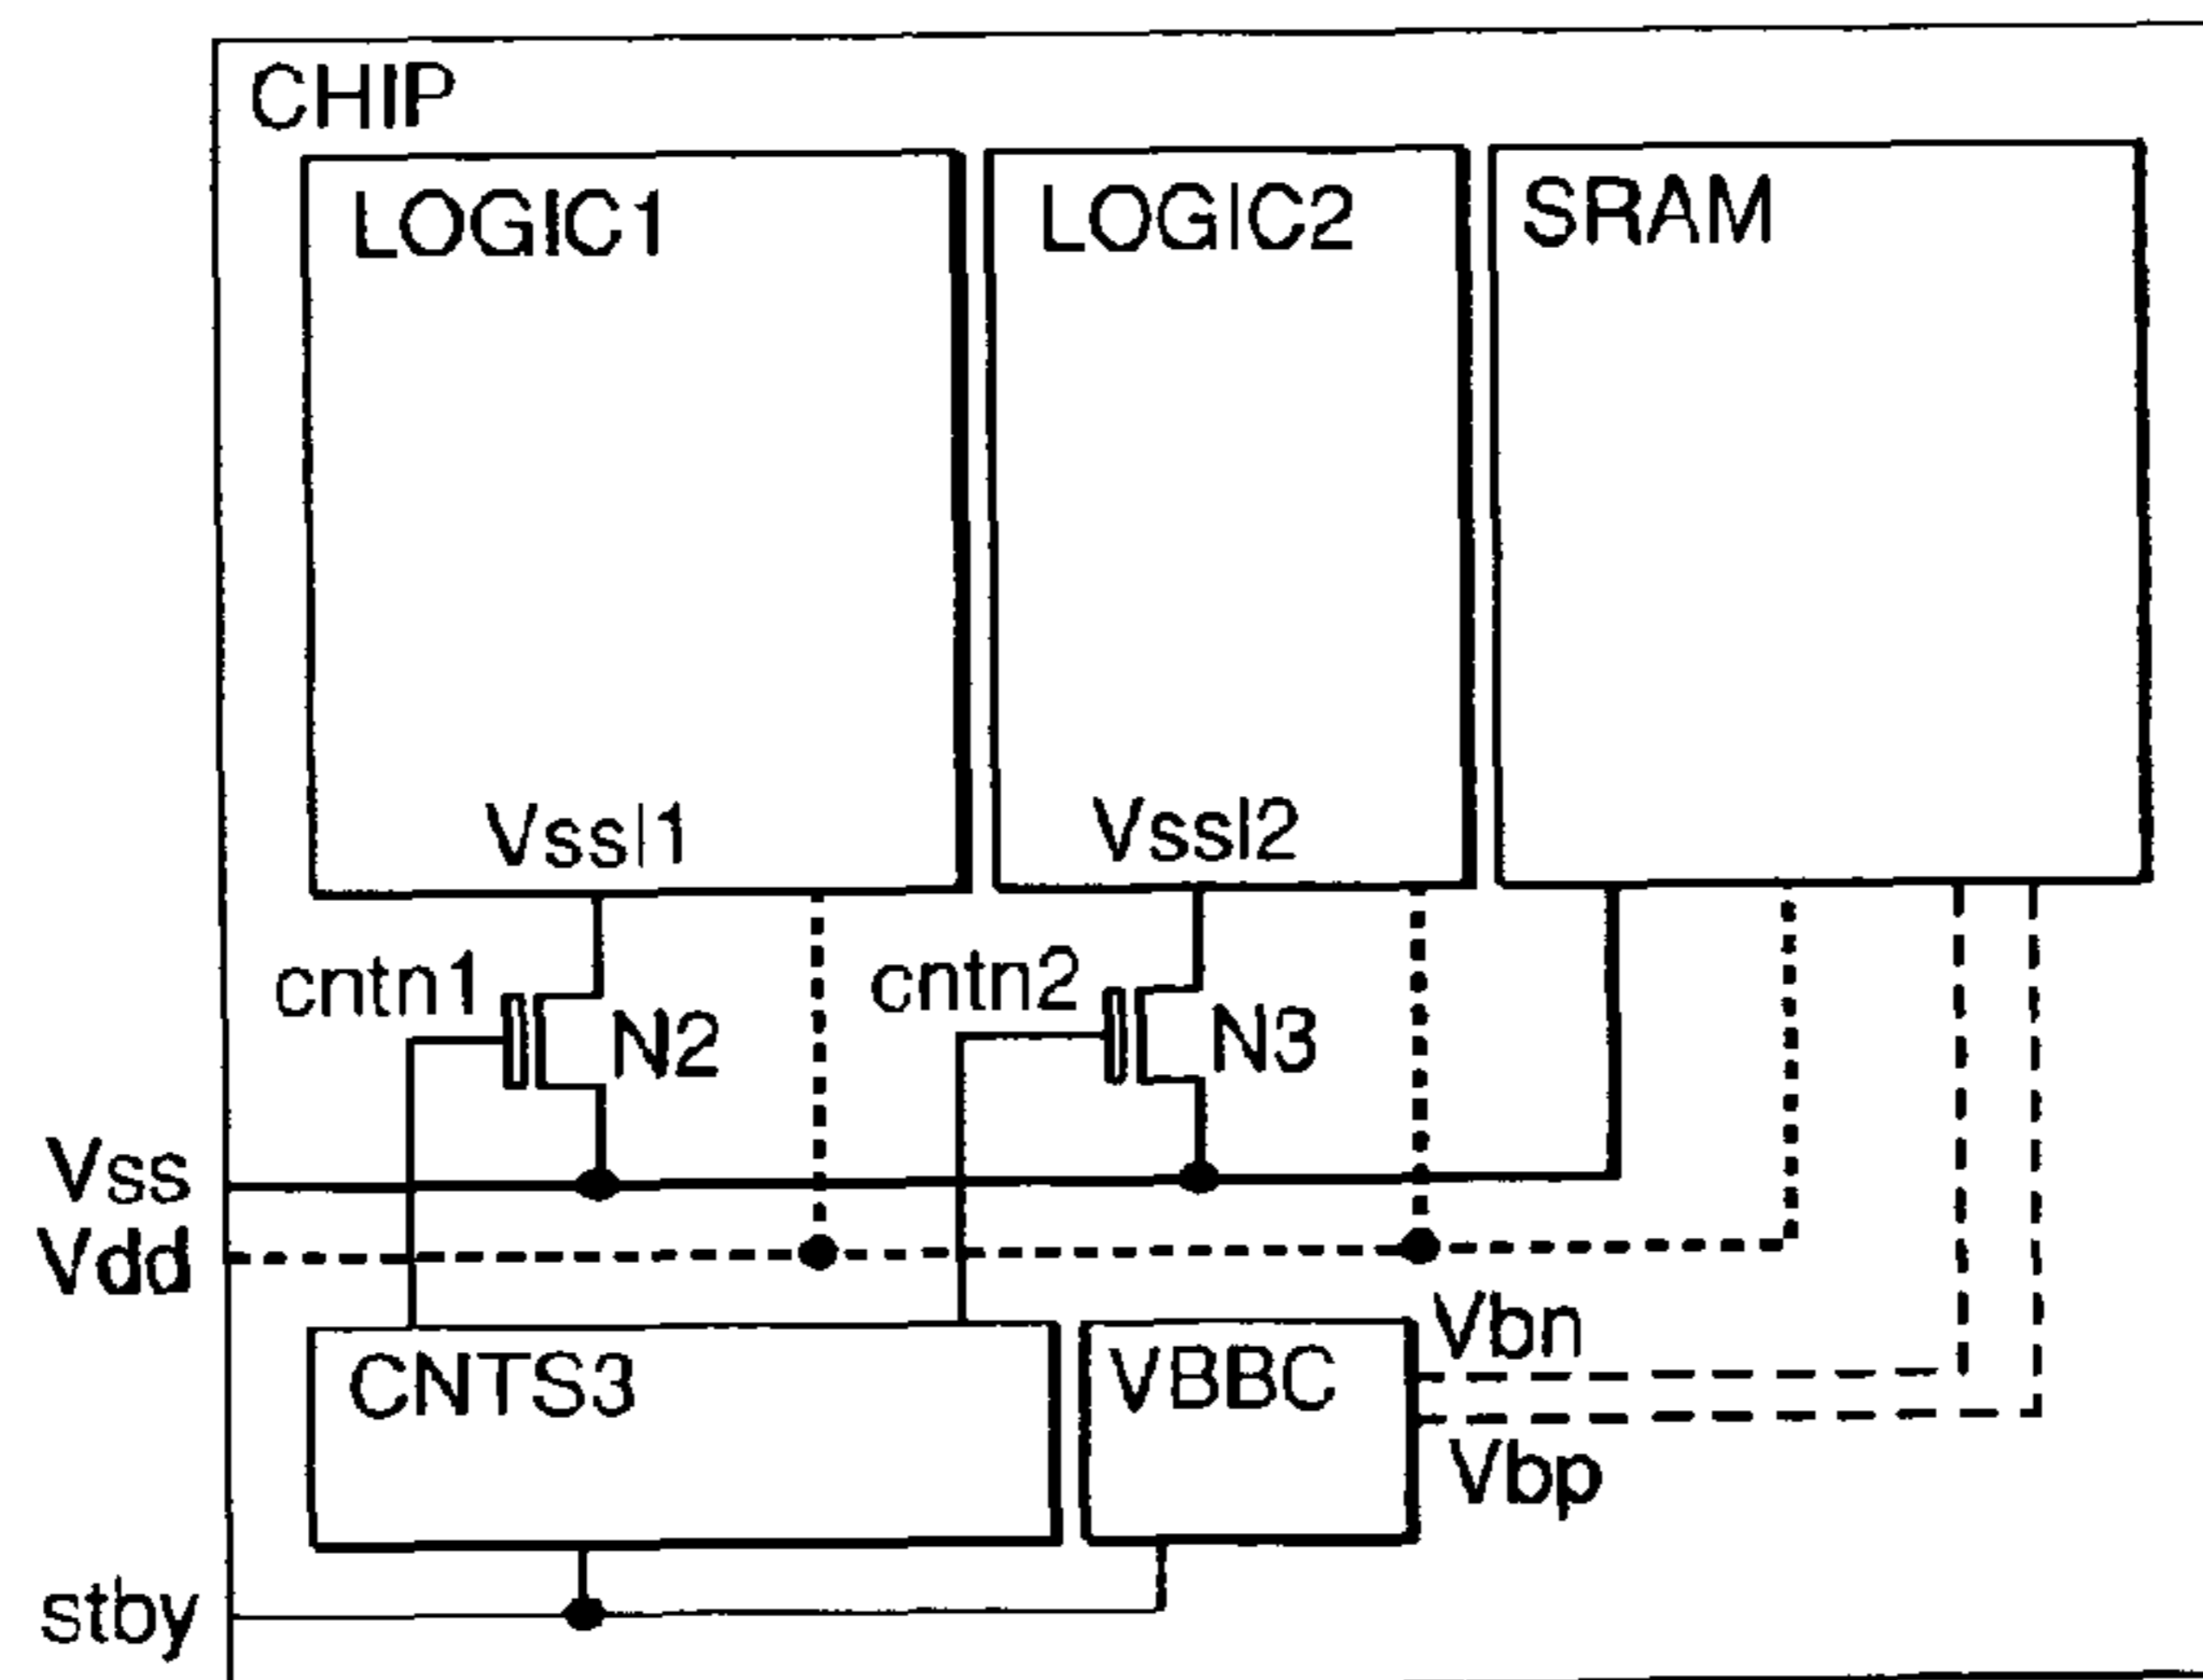 CHIP
LOGIC1
LOGIC2
SRAM
Vssl1
Vssl2
cntn1
N2
cntn2
N3
Vss
Vdd
CNTS3
VBBC
Vbn
Vbp
stby